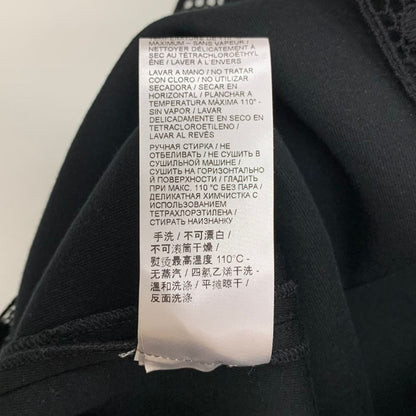 TEMPÉRATURE DE
MAXIMUM – SANS VAPEUR /
NETTOYER DÉLICATEMENT À
SEC AU TÉTRACHLOROÉTHYL
ÈNE / LAVER À L'ENVERS
LAVAR A MANO / NO TRATAR
CON CLORO / NO UTILIZAR
SECADORA / SECAR EN
HORIZONTAL / PLANCHAR A
TEMPERATURA MÁXIMA 110° -
SIN VAPOR / LAVAR
DELICADAMENTE EN SECO EN
TETRACLOROETILENO /
LAVAR AL REVÉS
РУЧНАЯ СТИРКА / НЕ
ОТБЕЛИВАТЬ / НЕ СУШИТЬ В
СУШИЛЬНОЙ МАШИНЕ /
СУШИТЬ НА ГОРИЗОНТАЛЬНО
Й ПОВЕРХНОСТИ / ГЛАДИТЬ
ПРИ МАКС. 110 °C БЕЗ ПАРА /
ДЕЛИКАТНАЯ ХИМЧИСТКА С
ИСПОЛЬЗОВАНИЕМ
ТЕТРАХЛОРЭТИЛЕНА /
СТИРАТЬ НАИЗНАНКУ
手洗 / 不可漂白 /
不可滚筒干燥 /
熨烫最高温度 110°C -
无蒸汽 / 四氯乙烯干洗 -
温和洗涤 / 平摊晾干 /
反面洗涤